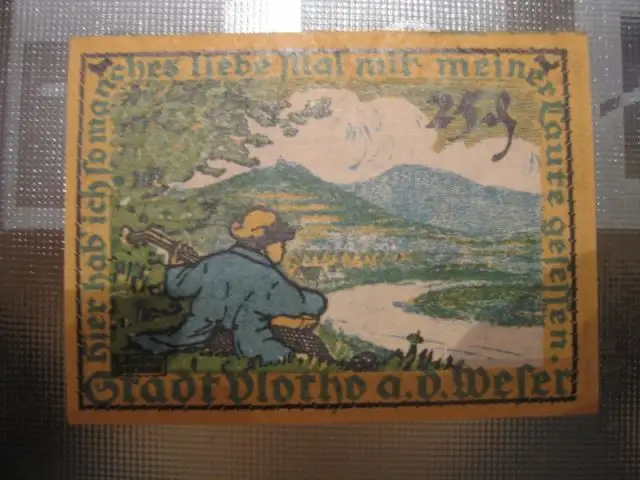 hier hab ich so manches liebe Mal mit meiner Laute gesessen.
25 ₰
Stadt Vlotho a.d. Weser